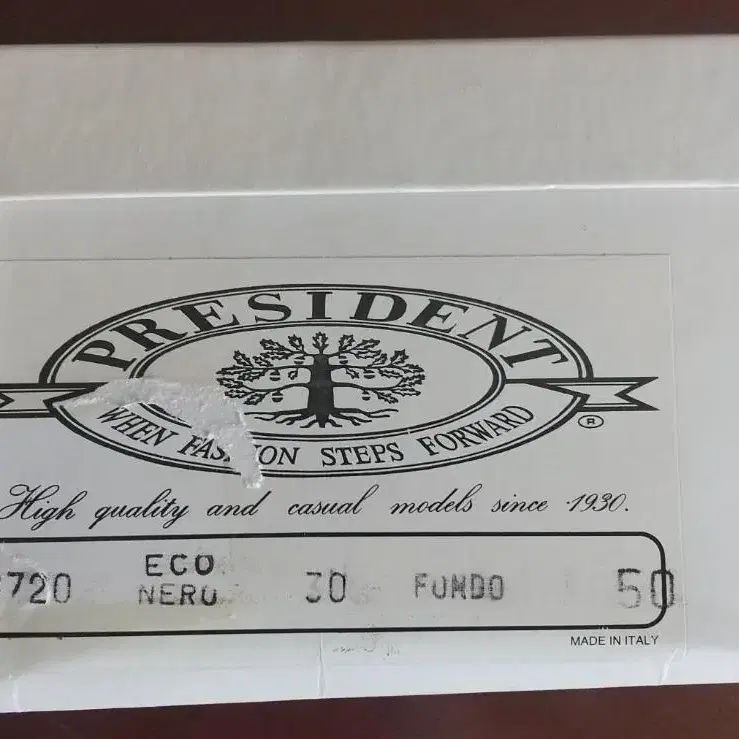 PRESIDENT
WHEN FASHION STEPS FORWARD
®
High quality and casual models since 1930.
720 ECO NERO 30 FONDO 50
MADE IN ITALY